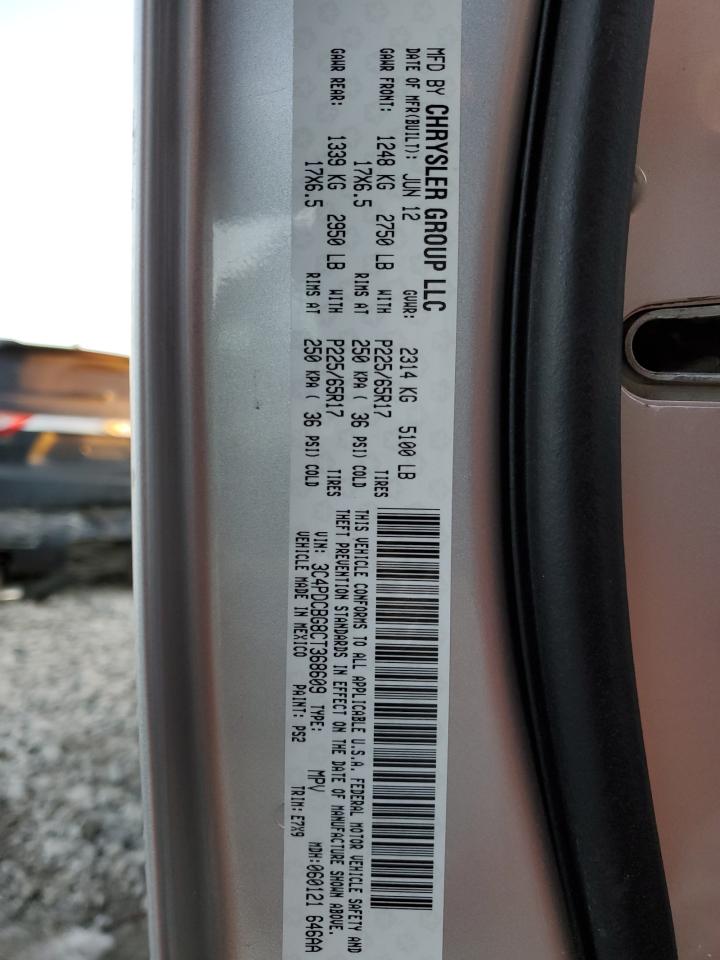 MFD BY CHRYSLER GROUP LLC
DATE OF MFR(BUILT): JUN 12 GVWR: 2314 KG 5100 LB
GAWR FRONT: 1248 KG 2750 LB WITH P225/65R17 TIRES
17X6.5 RIMS AT 250 KPA ( 36 PSI) COLD
GAWR REAR: 1339 KG 2950 LB WITH P225/65R17 TIRES
17X6.5 RIMS AT 250 KPA ( 36 PSI) COLD
THIS VEHICLE CONFORMS TO ALL APPLICABLE U.S.A. FEDERAL MOTOR VEHICLE SAFETY AND
THEFT PREVENTION STANDARDS IN EFFECT ON THE DATE OF MANUFACTURE SHOWN ABOVE.
VIN: 3C4PDCBG8CT368609 TYPE: MPV MDH:060121 646AA
VEHICLE MADE IN MEXICO PAINT: PS2 TRIM: E7X9